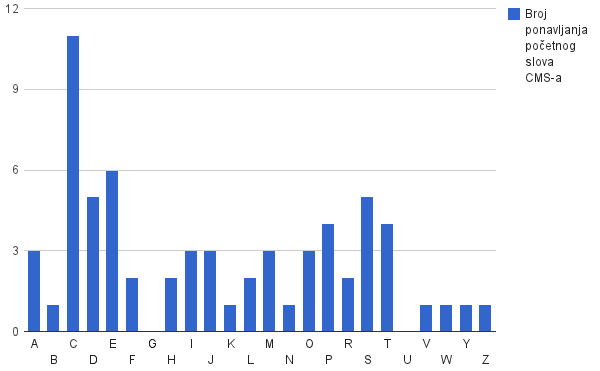 12
9
6
3
0
A
B
C
D
E
F
G
H
I
J
K
L
M
N
O
P
R
S
T
U
V
W
Y
Z
Broj
ponavljanja
početnog
slova
CMS-a